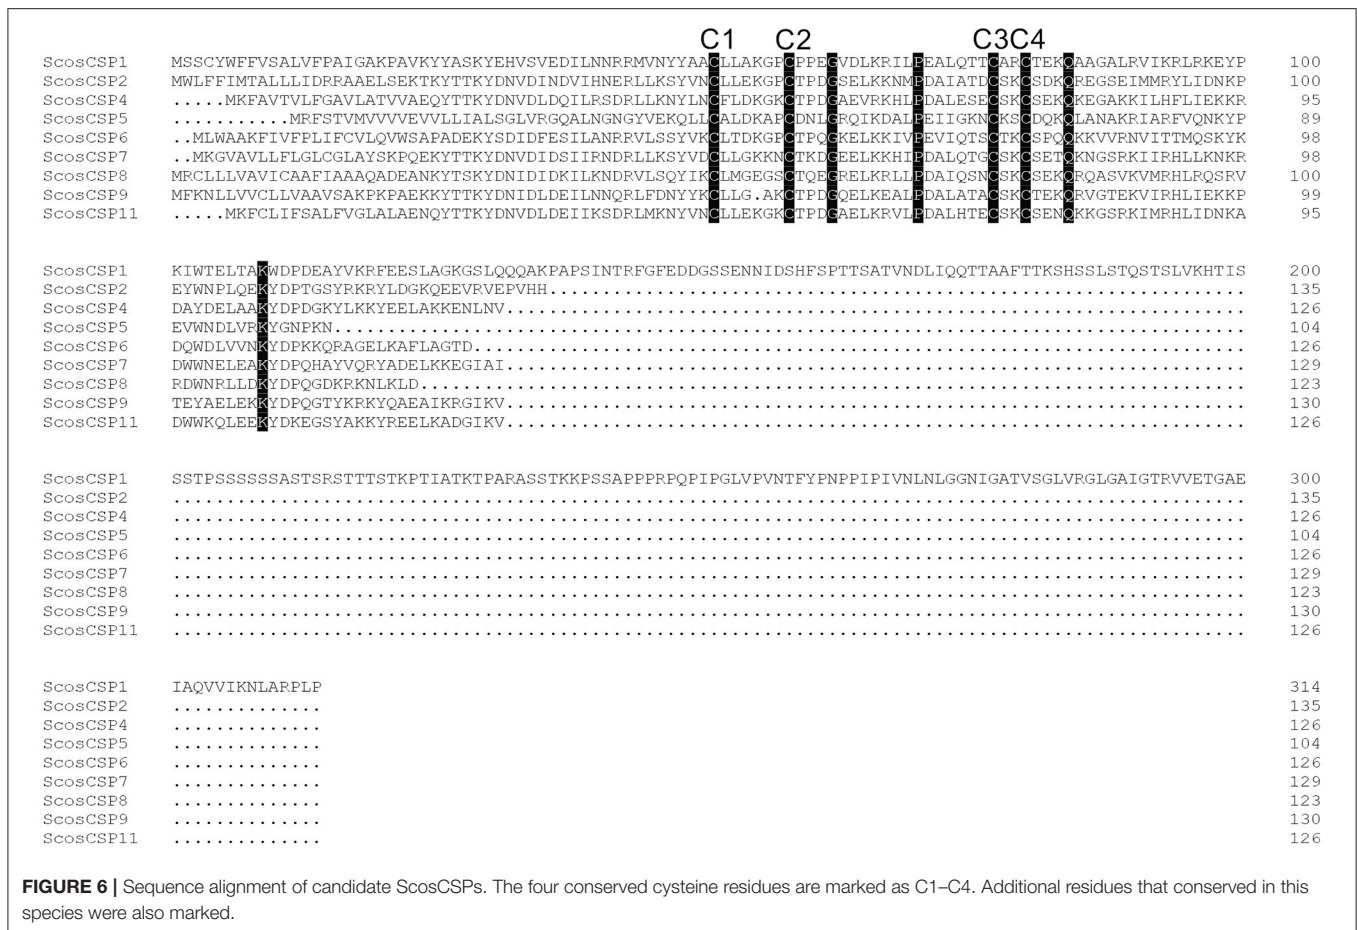 C1 C2 C3C4
ScosCSP1 MSSCYWFFVSALVFPAIGAKPAVKYYASKYEHVSVEDILNNRRMVNYYAACLLAKGPCPPEGVDLKRILPEALQTTCARCTEKQAAGALRVIKRLRKEYP 100
ScosCSP2 MWLFFIMTALLLIDRRAAELSEKTKYTTKYDNVDINDVIHNERLLKSYVNCLLEKGPCTPDGSELKKNMPDAIATDCSKCSDKQREGSEIMMRYLIDNKP 100
ScosCSP4 .....MKFAVTVLFGAVLATVVAEQYTTKYDNVDLDQILRSDRLLKNYLNCFLDKGKCTPDGAEVRKHLPDALESECSKCSEKQKEGAKKILHFLIEKKR 95
ScosCSP5 ...........MRFSTVMVVVVEVVLLIALSGLVRGQALNGNGYVEKQLLCALDKAPCDNLGRQIKDALPEIIGKNCKSCDQKQLANAKRIARFVQNKYP 89
ScosCSP6 ..MLWAAKFIVFPLIFCVLQVWSAPADEKYSDIDFESILANRRVLSSYVKCLTDKGPCTPQGKELKKIVPEVIQTSCTKCSPQQKKVVRNVITTMQSKYK 98
ScosCSP7 ..MKGVAVLLFLGLCGLAYSKPQEKYTTKYDNVDIDSIIRNDRLLKSYVDCLLGKKNCTKDGEELKKHIPDALQTGCSKCSETQKNGSRKIIRHLLKNKR 98
ScosCSP8 MRCLLLVAVICAAFIAAAQADEANKYTSKYDNIDIDKILKNDRVLSQYIKCLMGEGSCTQEGRELKRLLPDAIQSNCSKCSEKQRQASVKVMRHLRQSRV 100
ScosCSP9 MFKNLLVVCLLVAAVSAKPKPAEKYTTKYDNVDLDEILNNQRLFDNYYKCLLG.AKCTPDGQELKEALPDALATACSKCTEKQRVGTEKVIRHLIEKKP 99
ScosCSP11 .....MKFCLIFSALFVGLALAENQYTTKYDNVDLDEIIKSDRLMKNYVNCLLEKGKCTPDGAELKRVLPDALHTECSKCSENQKKGSRKIMRHLIDNKA 95
ScosCSP1 KIWTELTAKWDPDEAYVKRFEESLAGKGSLQQQAKPAPSINTRFGFEDDGSSENNIDSHFSPTTSATVNDLIQQTTAAFTTKSHSSLSTQSTSLVKHTIS 200
ScosCSP2 EYWNPLQEKYDPTGSYRKRYLDGKQEEVRVEPVHH................................................................. 135
ScosCSP4 DAYDELAAKYDPDGKYLKKYEELAKKENLNV..................................................................... 126
ScosCSP5 EVWNDLVRKYGNPKN..................................................................................... 104
ScosCSP6 DQWDLVVNKYDPKKQRAGELKAFLAGTD........................................................................ 126
ScosCSP7 DWWNELEAKYDPQHAYVQRYADELKKEGIAI..................................................................... 129
ScosCSP8 RDWNRLLDKYDPQGDKRKNLKLD............................................................................. 123
ScosCSP9 TEYAELEKKYDPQGTYKRKYQAEAIKRGIKV..................................................................... 130
ScosCSP11 DWWKQLEEKYDKEGSYAKKYREELKADGIKV..................................................................... 126
ScosCSP1 SSTPSSSSSSASTSRSTTTSTKPTIATKTPARASSTKKPSSAPPPRPQPIPGLVPVNTFYPNPPIPIVNLNLGGNIGATVSGLVRGLGAIGTRVVETGAE 300
ScosCSP2 .................................................................................................... 135
ScosCSP4 .................................................................................................... 126
ScosCSP5 .................................................................................................... 104
ScosCSP6 .................................................................................................... 126
ScosCSP7 .................................................................................................... 129
ScosCSP8 .................................................................................................... 123
ScosCSP9 .................................................................................................... 130
ScosCSP11 .................................................................................................... 126
ScosCSP1 IAQVVIKNLARPLP 314
ScosCSP2 .............. 135
ScosCSP4 .............. 126
ScosCSP5 .............. 104
ScosCSP6 .............. 126
ScosCSP7 .............. 129
ScosCSP8 .............. 123
ScosCSP9 .............. 130
ScosCSP11 .............. 126
FIGURE 6 | Sequence alignment of candidate ScosCSPs. The four conserved cysteine residues are marked as C1–C4. Additional residues that conserved in this
species were also marked.